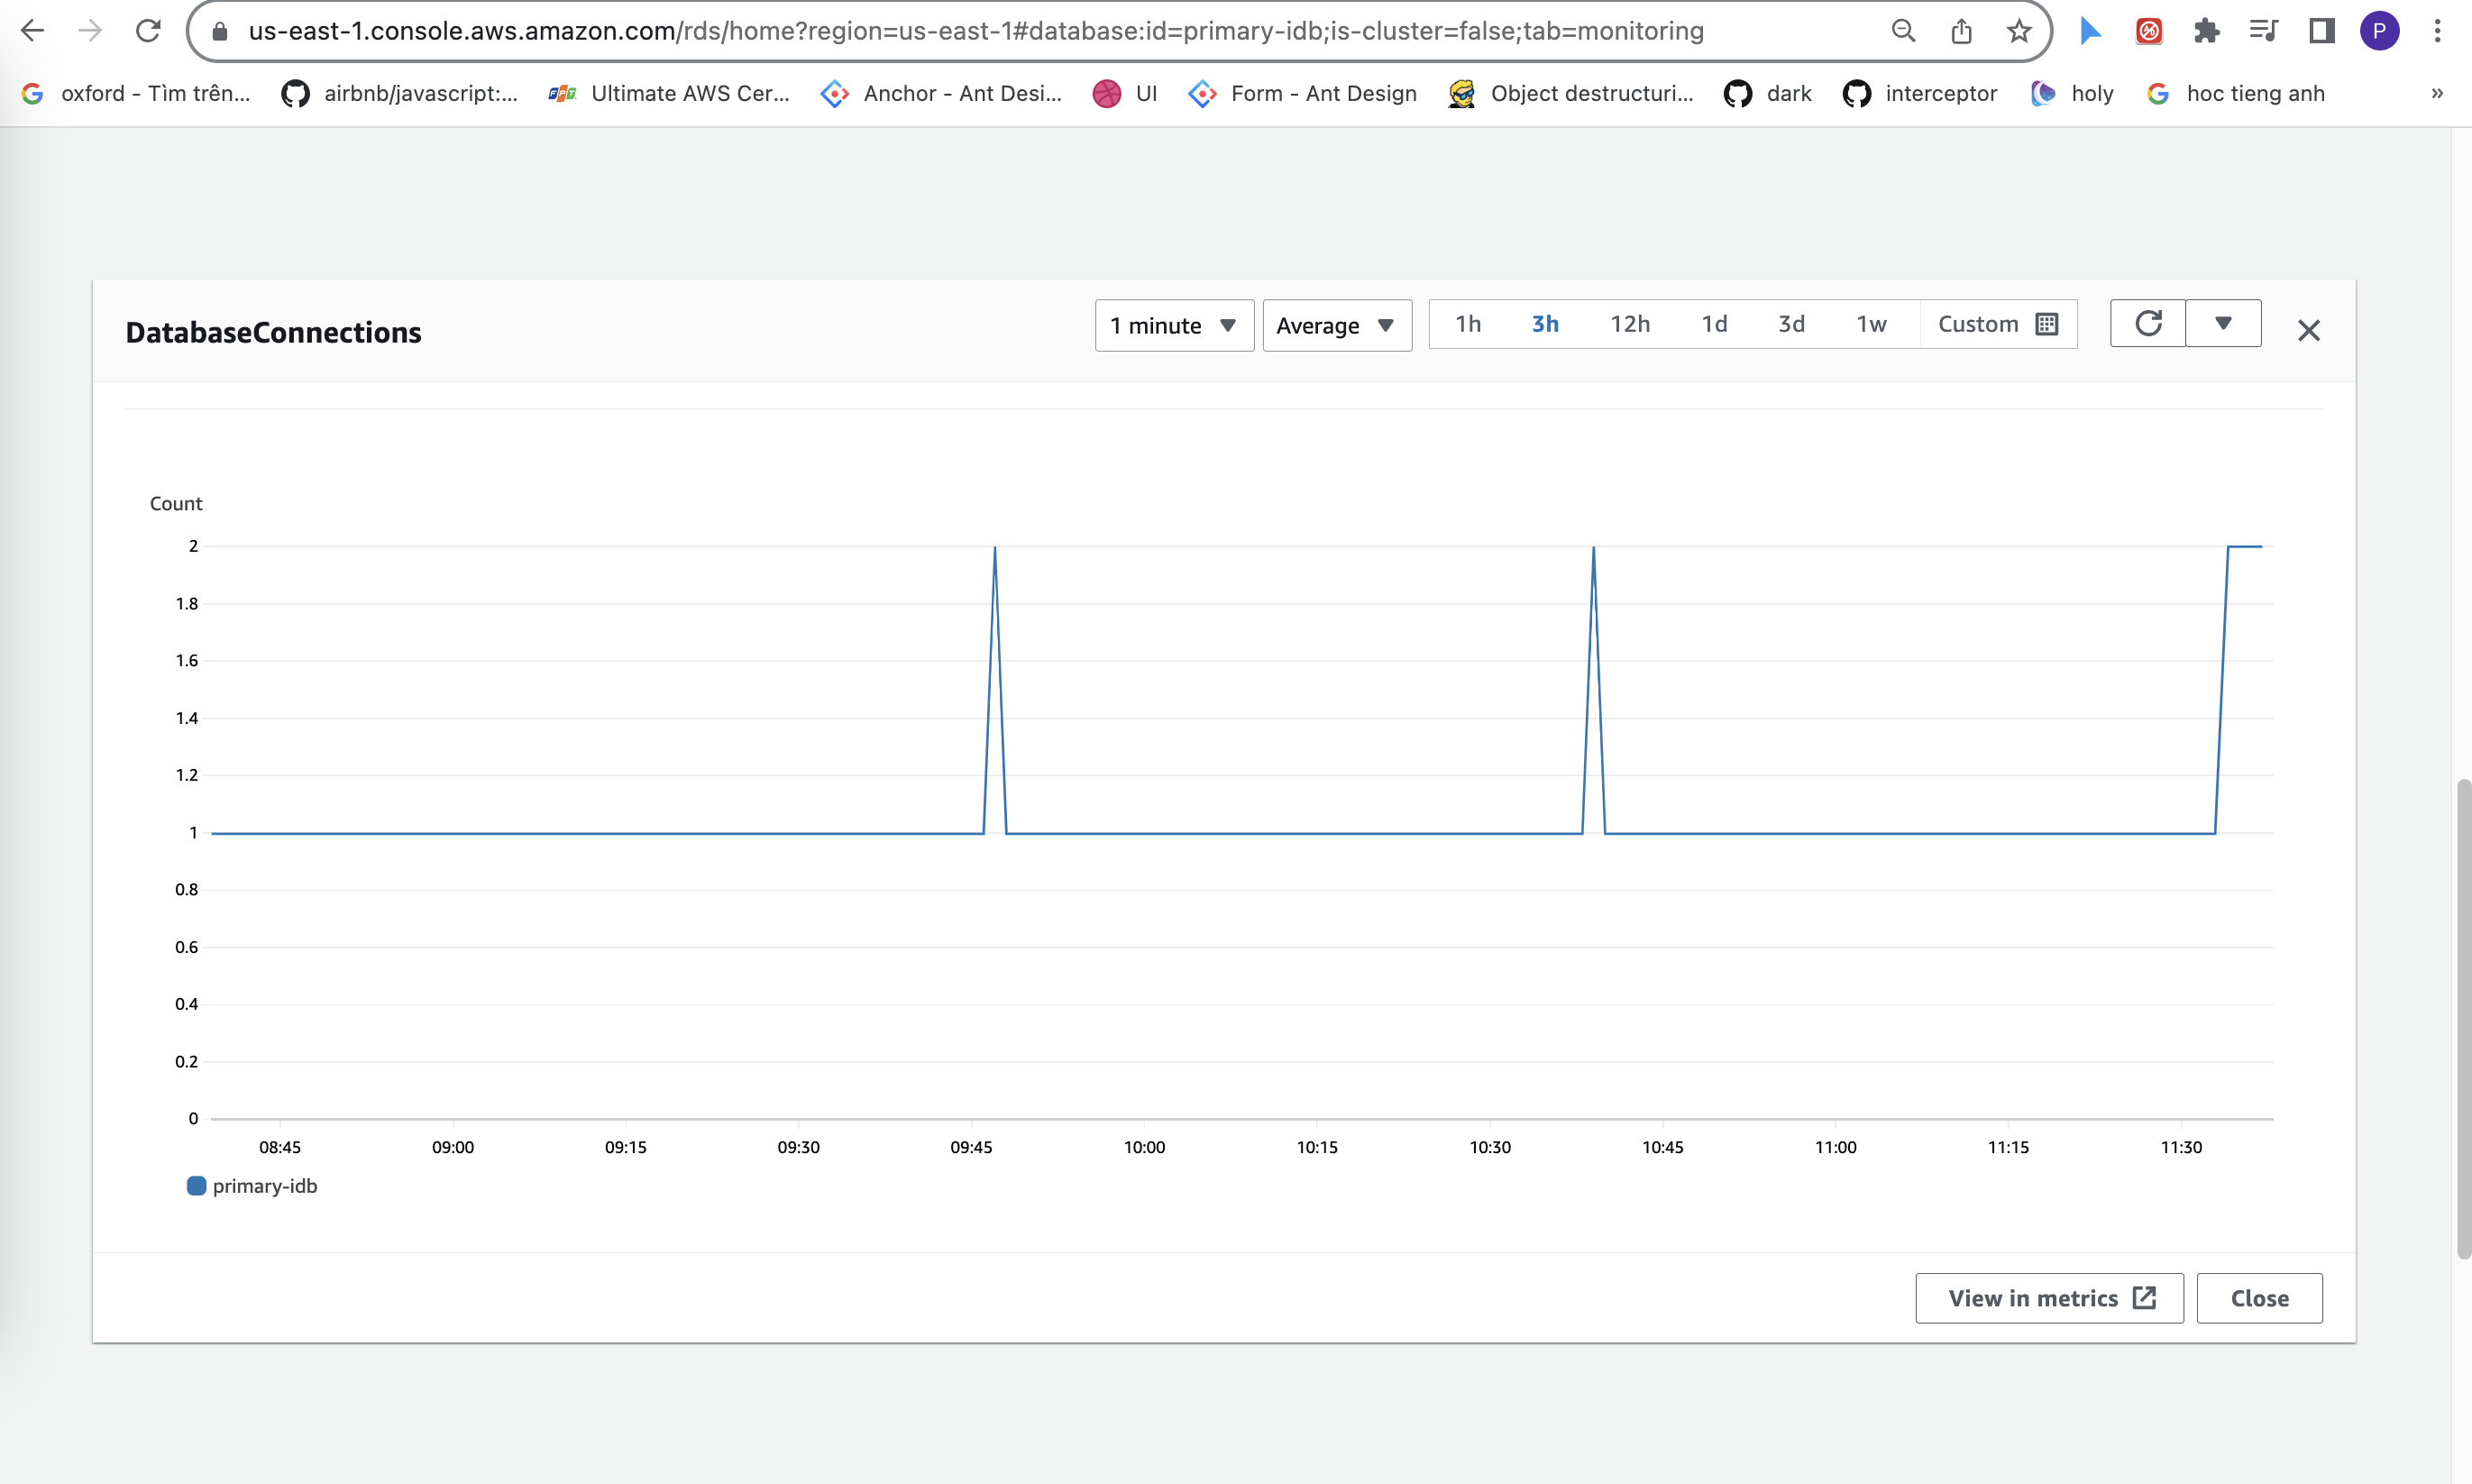 us-east-1.console.aws.amazon.com/rds/home?region=us-east-1#database:id=primary-idb;is-cluster=false;tab=monitoring
P
oxford - Tìm trên... airbnb/javascript:... FPT Ultimate AWS Cer... Anchor - Ant Desi... UI Form - Ant Design Object destructuri... dark interceptor holy hoc tieng anh »
DatabaseConnections
1 minute Average 1h 3h 12h 1d 3d 1w Custom
Count
2
1.8
1.6
1.4
1.2
1
0.8
0.6
0.4
0.2
0
08:45 09:00 09:15 09:30 09:45 10:00 10:15 10:30 10:45 11:00 11:15 11:30
primary-idb
View in metrics Close